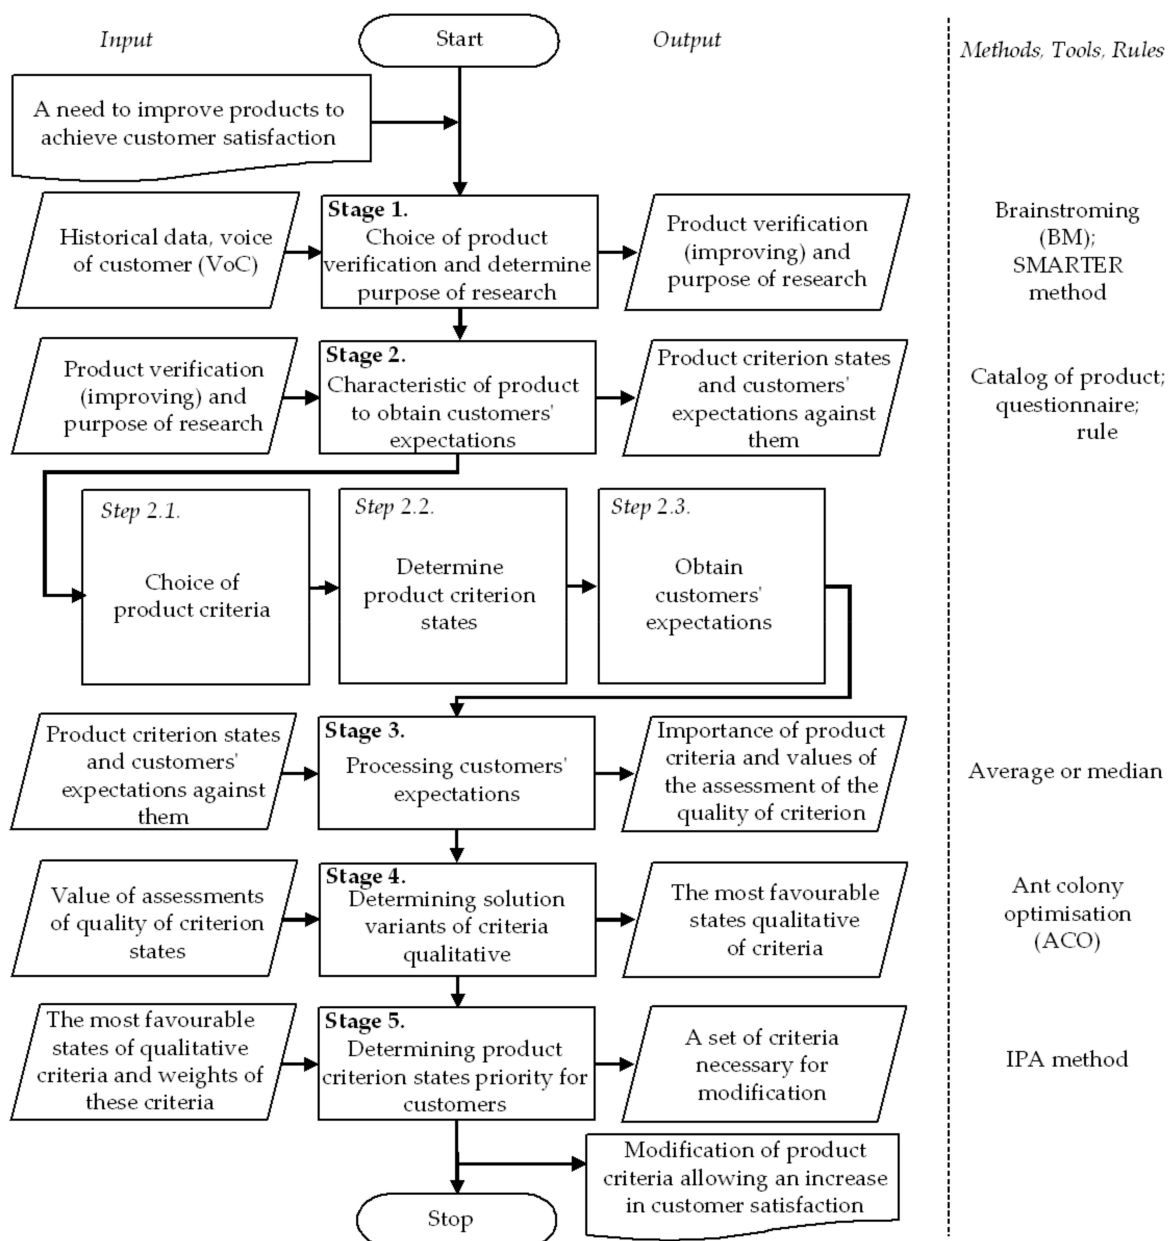 Input
Start
Output
Methods, Tools, Rules
A need to improve products to
achieve customer satisfaction
Historical data, voice
of customer (VoC)
Stage 1.
Choice of product
verification and determine
purpose of research
Product verification
(improving) and
purpose of research
Brainstroming
(BM);
SMARTER
method
Product verification
(improving) and
purpose of research
Stage 2.
Characteristic of product
to obtain customers'
expectations
Product criterion states
and customers'
expectations against
them
Catalog of product;
questionnaire;
rule
Step 2.1.
Choice of
product criteria
Step 2.2.
Determine
product criterion
states
Step 2.3.
Obtain
customers'
expectations
Product criterion states
and customers'
expectations against
them
Stage 3.
Processing customers'
expectations
Importance of product
criteria and values of
the assessment of the
quality of criterion
Average or median
Value of assessments
of quality of criterion
states
Stage 4.
Determining solution
variants of criteria
qualitative
The most favourable
states qualitative
of criteria
Ant colony
optimisation
(ACO)
The most favourable
states of qualitative
criteria and weights of
these criteria
Stage 5.
Determining product
criterion states priority for
customers
A set of criteria
necessary for
modification
IPA method
Modification of product
criteria allowing an increase
in customer satisfaction
Stop